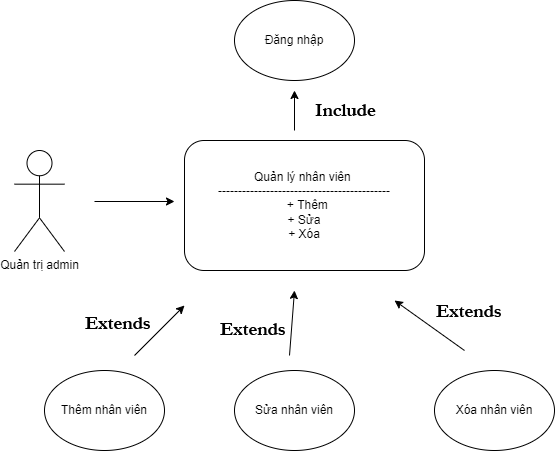 Đăng nhập
Include
Quản lý nhân viên
+ Thêm
+ Sửa
+ Xóa
Quản trị admin
Extends
Extends
Extends
Thêm nhân viên
Sửa nhân viên
Xóa nhân viên